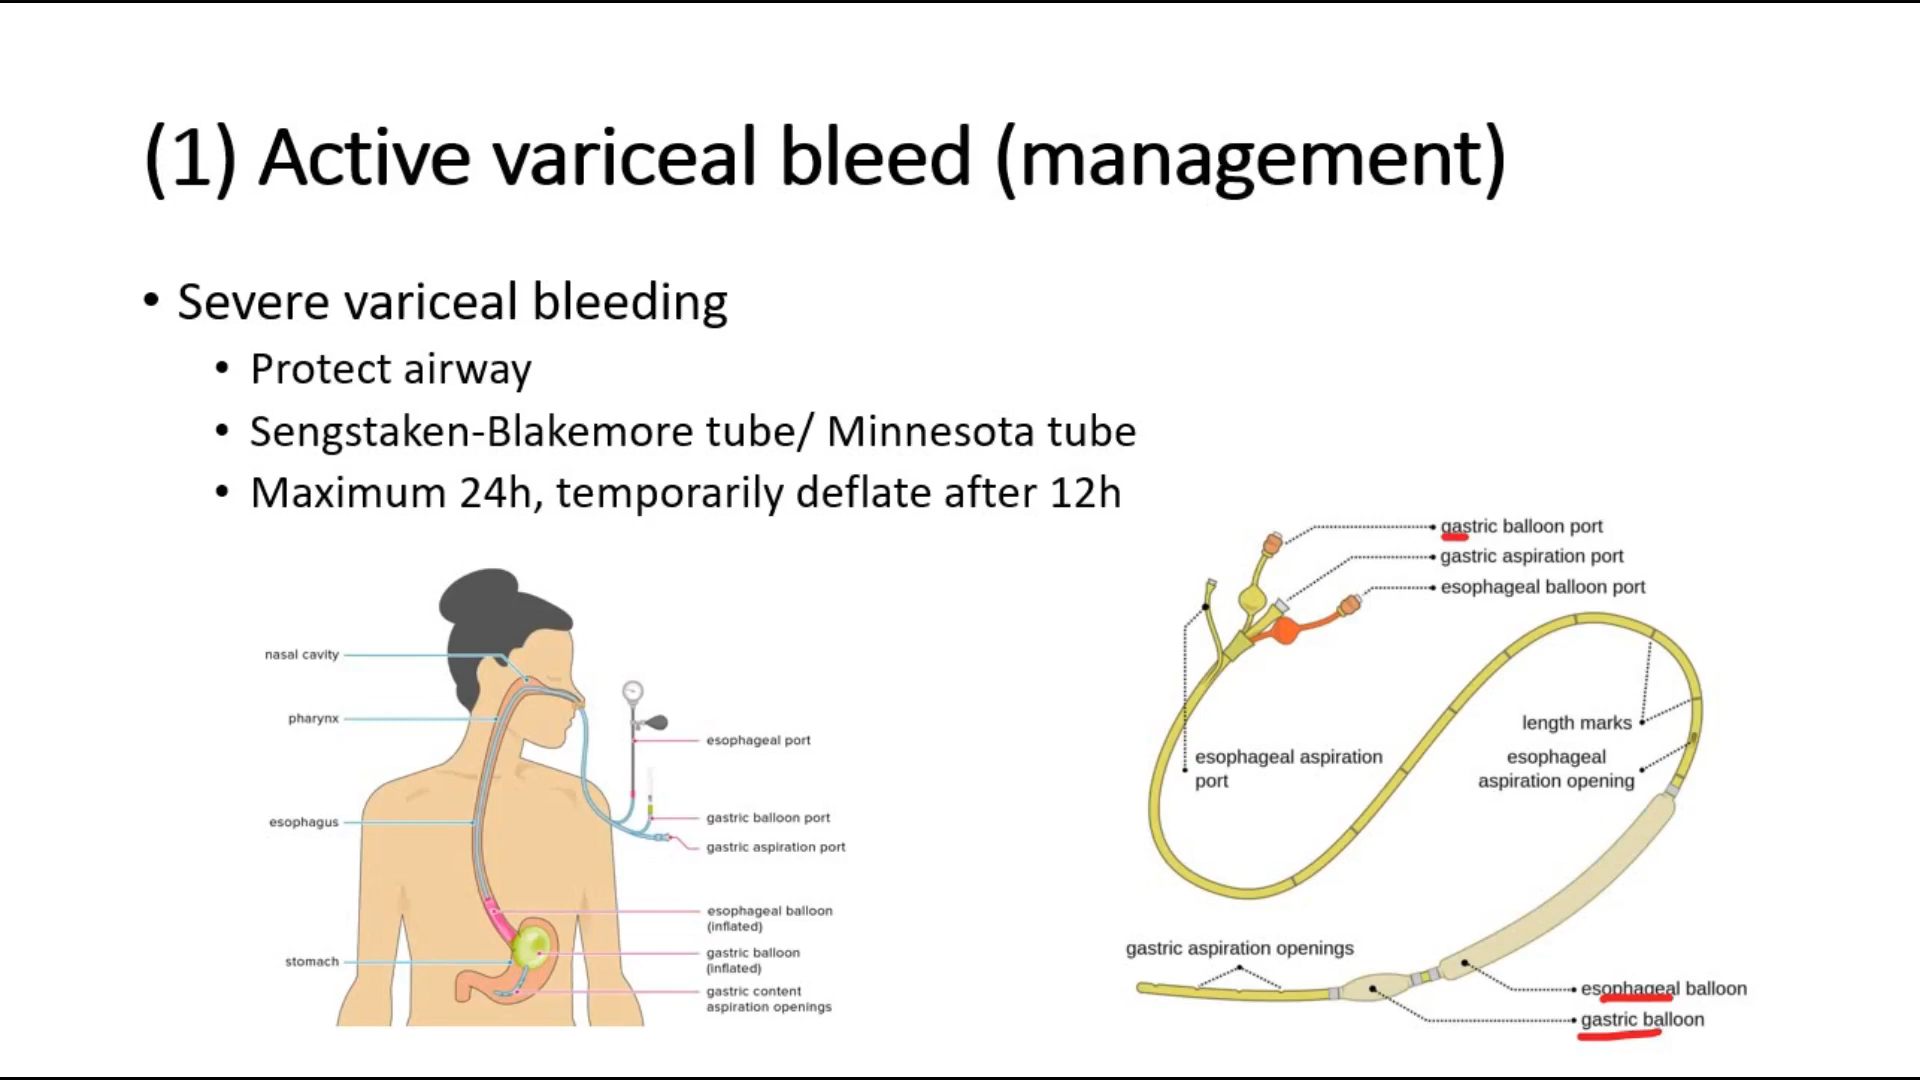 (1) Active variceal bleed (management)
• Severe variceal bleeding
• Protect airway
• Sengstaken-Blakemore tube/ Minnesota tube
• Maximum 24h, temporarily deflate after 12h
nasal cavity
pharynx
esophagus
stomach
esophageal port
gastric balloon port
gastric aspiration port
esophageal balloon
(inflated)
gastric balloon
(inflated)
gastric content
aspiration openings
gastric balloon port
gastric aspiration port
esophageal balloon port
length marks
esophageal
aspiration opening
esophageal aspiration
port
gastric aspiration openings
esophageal balloon
gastric balloon